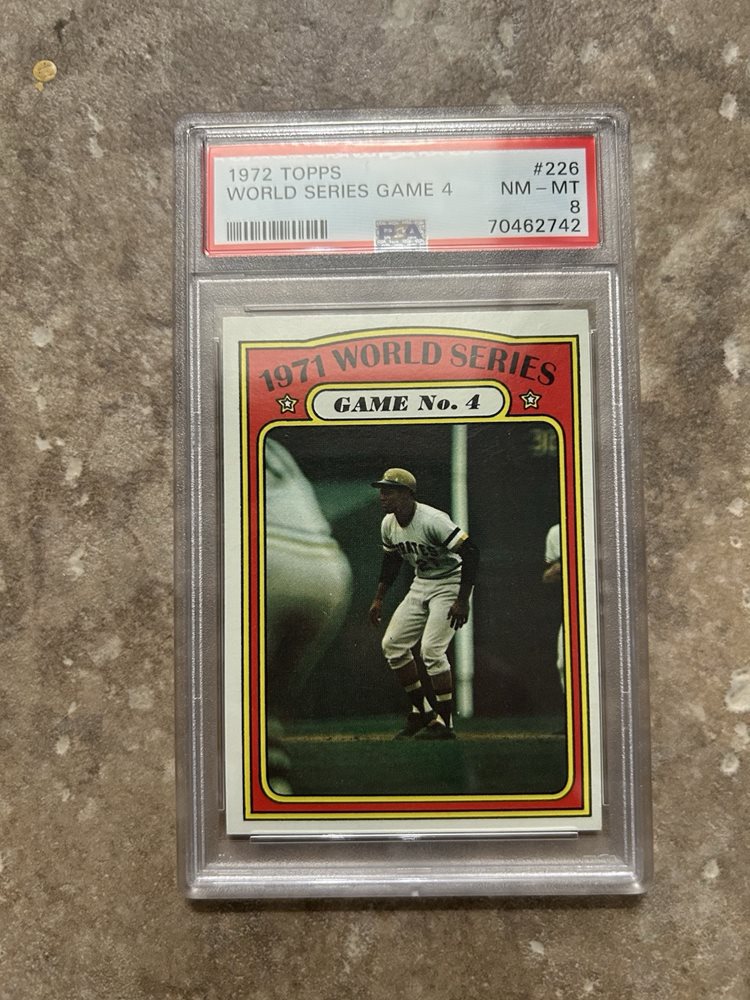 1972 TOPPS #226
WORLD SERIES GAME 4 NM - MT
8
PSA 70462742
1971 WORLD SERIES
GAME No. 4